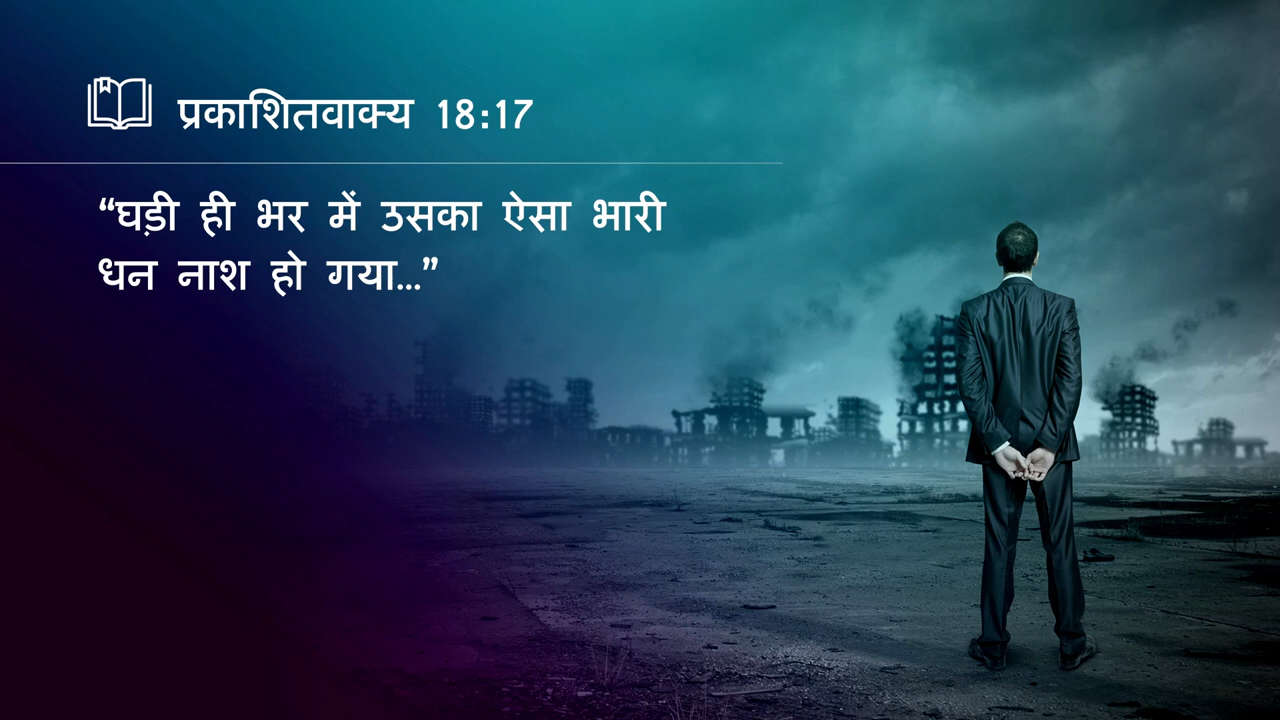 प्रकाशितवाक्य 18:17
“घड़ी ही भर में उसका ऐसा भारी
धन नाश हो गया...”